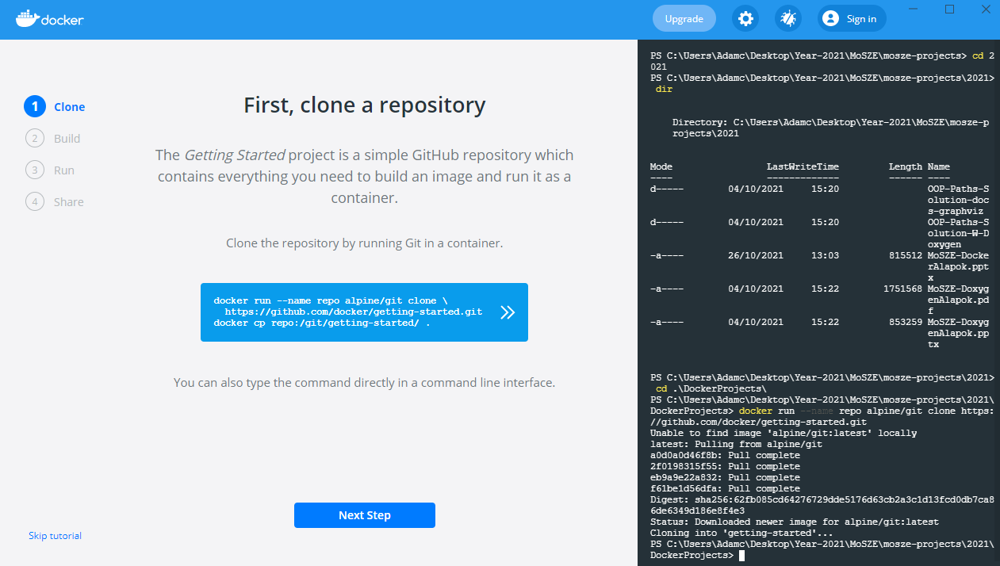 docker
Upgrade
Sign in
1 Clone
2 Build
3 Run
4 Share
First, clone a repository
The Getting Started project is a simple GitHub repository which
contains everything you need to build an image and run it as a
container.
Clone the repository by running Git in a container.
docker run --name repo alpine/git clone \
  https://github.com/docker/getting-started.git
docker cp repo:/git/getting-started/ .
You can also type the command directly in a command line interface.
Next Step
Skip tutorial
PS C:\Users\Adamc\Desktop\Year-2021\MoSZE\mosze-projects> cd 2
021
PS C:\Users\Adamc\Desktop\Year-2021\MoSZE\mosze-projects\2021>
 dir
    Directory: C:\Users\Adamc\Desktop\Year-2021\MoSZE\mosze-p
    rojects\2021
Mode                 LastWriteTime         Length Name
----                 -------------         ------ ----
d-----        04/10/2021     15:20                OOP-Paths-S
                                                  olution-doc
                                                  s-graphviz
d-----        04/10/2021     15:20                OOP-Paths-S
                                                  olution-W-D
                                                  oxygen
-a----        26/10/2021     13:03         815512 MoSZE-Docke
                                                  rAlapok.ppt
                                                  x
-a----        04/10/2021     15:22        1751568 MoSZE-Doxyg
                                                  enAlapok.pd
                                                  f
-a----        04/10/2021     15:22         853259 MoSZE-Doxyg
                                                  enAlapok.pp
                                                  tx
PS C:\Users\Adamc\Desktop\Year-2021\MoSZE\mosze-projects\2021>
 cd .\DockerProjects\
PS C:\Users\Adamc\Desktop\Year-2021\MoSZE\mosze-projects\2021\
DockerProjects> docker run --name repo alpine/git clone https:
//github.com/docker/getting-started.git
Unable to find image 'alpine/git:latest' locally
latest: Pulling from alpine/git
a0d0a0d46f8b: Pull complete
2f0198315f55: Pull complete
eb9a9e22a832: Pull complete
f61be1d56dfa: Pull complete
Digest: sha256:62fb085cd64276729dde5176d63cb2a3c1d13fcd0db7ca8
6de6349d186e8f4e3
Status: Downloaded newer image for alpine/git:latest
Cloning into 'getting-started'...
PS C:\Users\Adamc\Desktop\Year-2021\MoSZE\mosze-projects\2021\
DockerProjects>